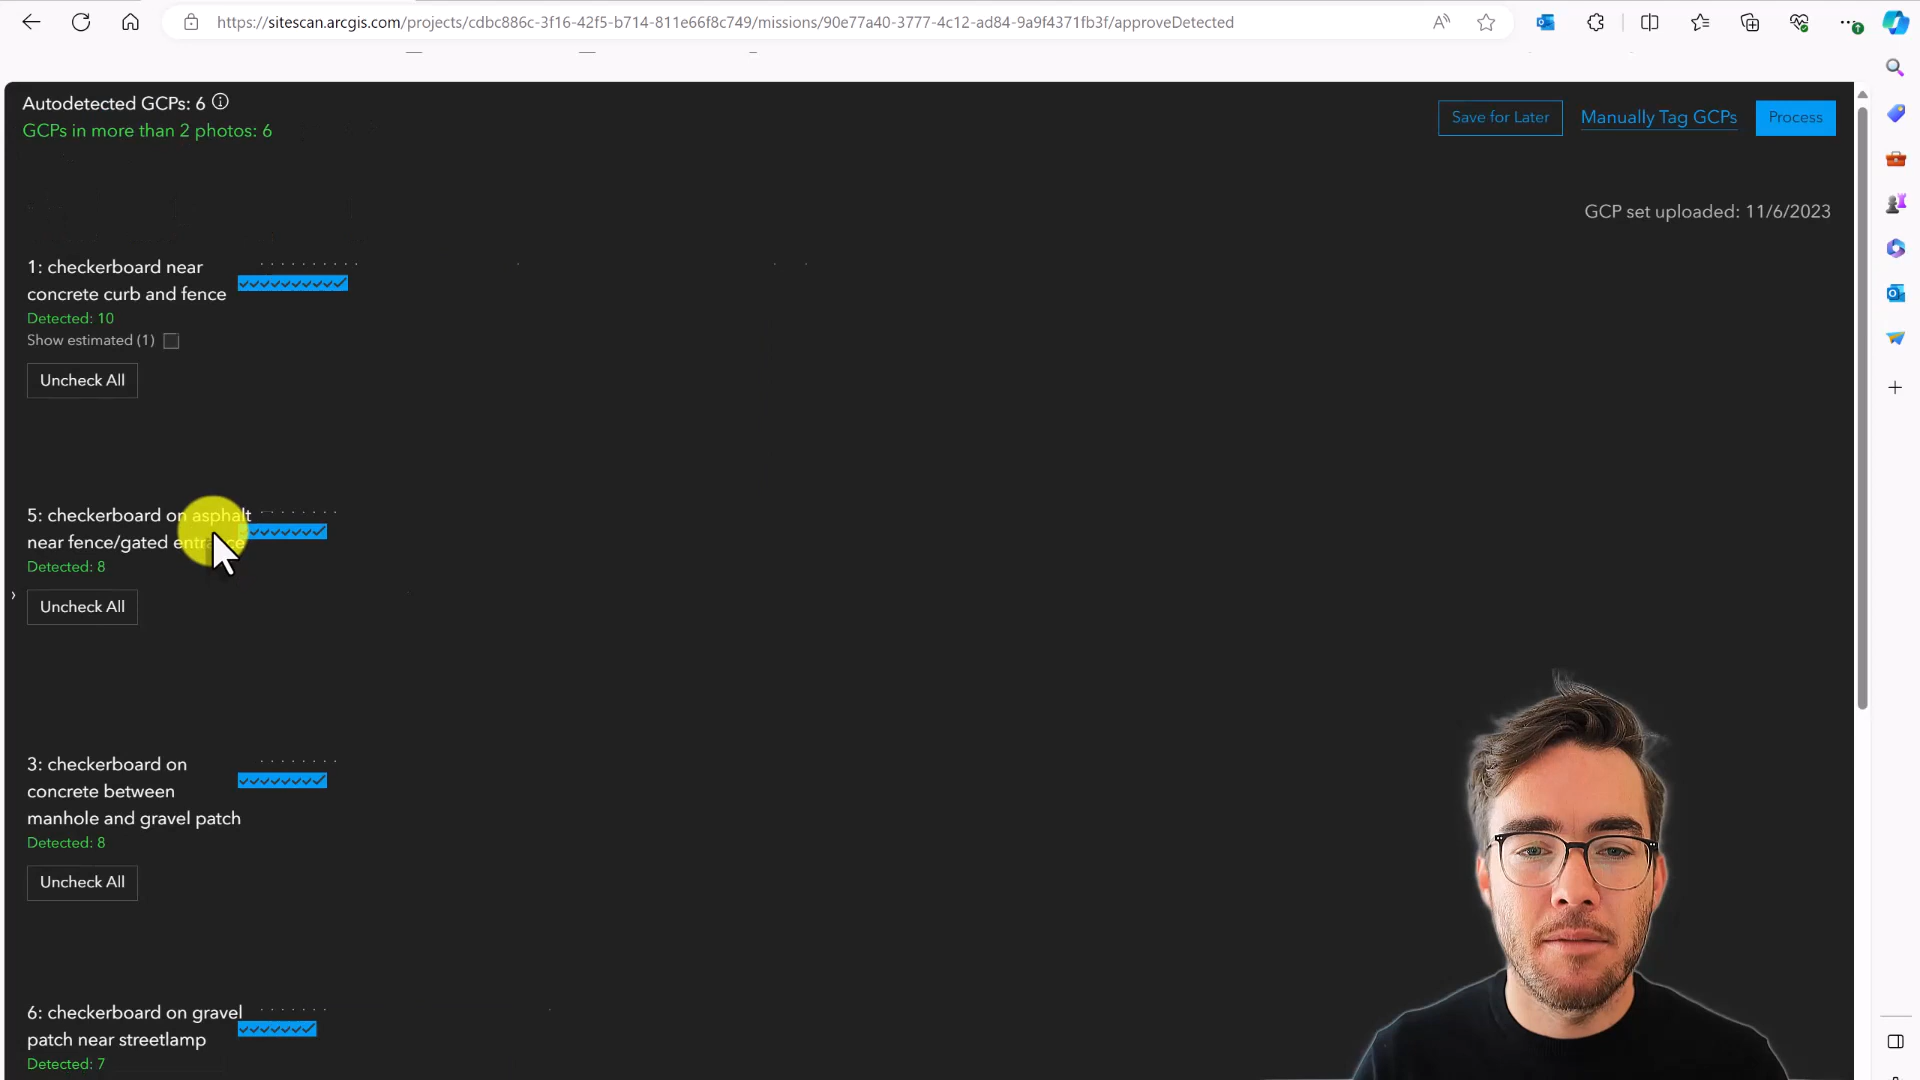 https://sitescan.arcgis.com/projects/cdbc886c-3f16-42f5-b714-811e66f8c749/missions/90e77a40-3777-4c12-ad84-9a9f4371fb3f/approveDetected
Autodetected GCPs: 6
GCPs in more than 2 photos: 6
Save for Later
Manually Tag GCPs
Process
GCP set uploaded: 11/6/2023
1: checkerboard near
concrete curb and fence
Detected: 10
Show estimated (1)
Uncheck All
5: checkerboard on asphalt
near fence/gated entrance
Detected: 8
Uncheck All
3: checkerboard on
concrete between
manhole and gravel patch
Detected: 8
Uncheck All
6: checkerboard on gravel
patch near streetlamp
Detected: 7